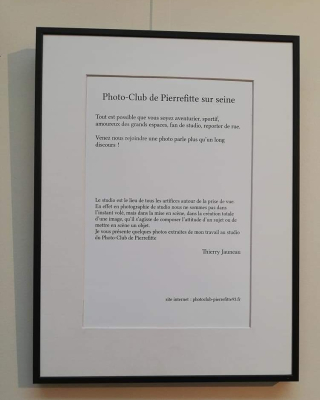 Photo-Club de Pierrefitte sur seine
Tout est possible que vous soyez aventurier, sportif,
amoureux des grands espaces, fan de studio, reporter de rue.
Venez nous rejoindre une photo parle plus qu'un long
discours !
Le studio est le lieu de tous les artifices autour de la prise de vue
En effet en photographie de studio nous ne sommes pas dans
l'instant volé, mais dans la mise en scène, dans la création totale
d'une image, qu'il s'agisse de composer l'attitude d'un sujet ou de
mettre en scène un objet.
Je vous présente quelques photos extraites de mon travail au studio
du Photo-Club de Pierrefitte
Thierry
site internet : photoclub-pierrefitte93.fr